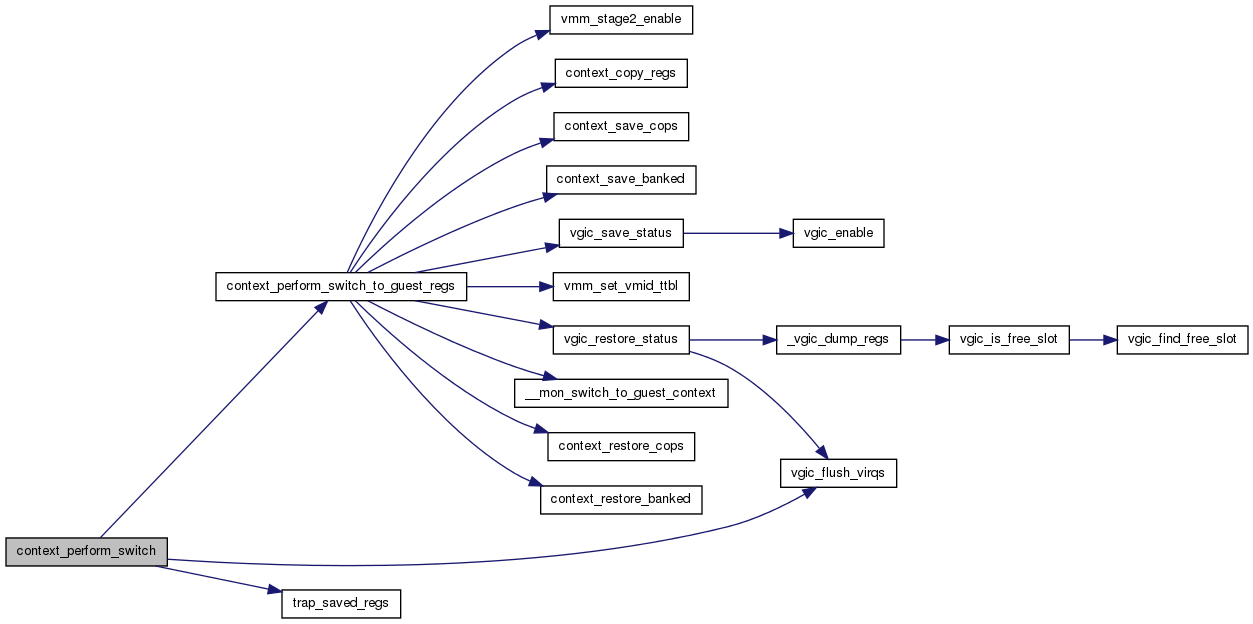 vmm_stage2_enable
context_copy_regs
context_save_cops
context_save_banked
vgic_save_status
vgic_enable
context_perform_switch_to_guest_regs
vmm_set_vmid_ttbl
vgic_restore_status
_vgic_dump_regs
vgic_is_free_slot
vgic_find_free_slot
__mon_switch_to_guest_context
context_restore_cops
vgic_flush_virqs
context_restore_banked
context_perform_switch
trap_saved_regs